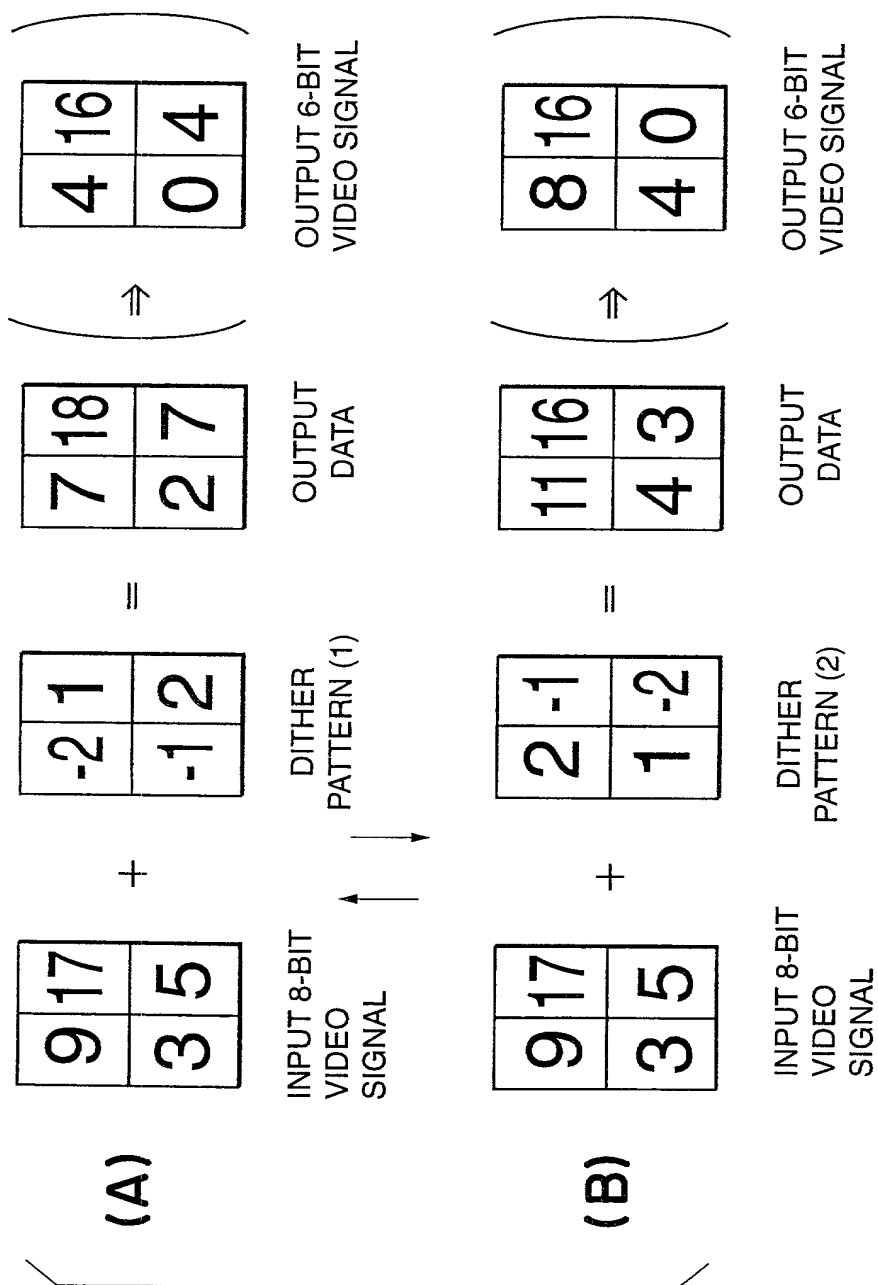 (A)
9 17
3 5
+
-2 1
-1 2
=
7 18
2 7
⇒
4 16
0 4
INPUT 8-BIT
VIDEO
SIGNAL
DITHER
PATTERN (1)
OUTPUT
DATA
OUTPUT 6-BIT
VIDEO SIGNAL
(B)
9 17
3 5
+
2 -1
1 -2
=
11 16
4 3
⇒
8 16
4 0
INPUT 8-BIT
VIDEO
SIGNAL
DITHER
PATTERN (2)
OUTPUT
DATA
OUTPUT 6-BIT
VIDEO SIGNAL